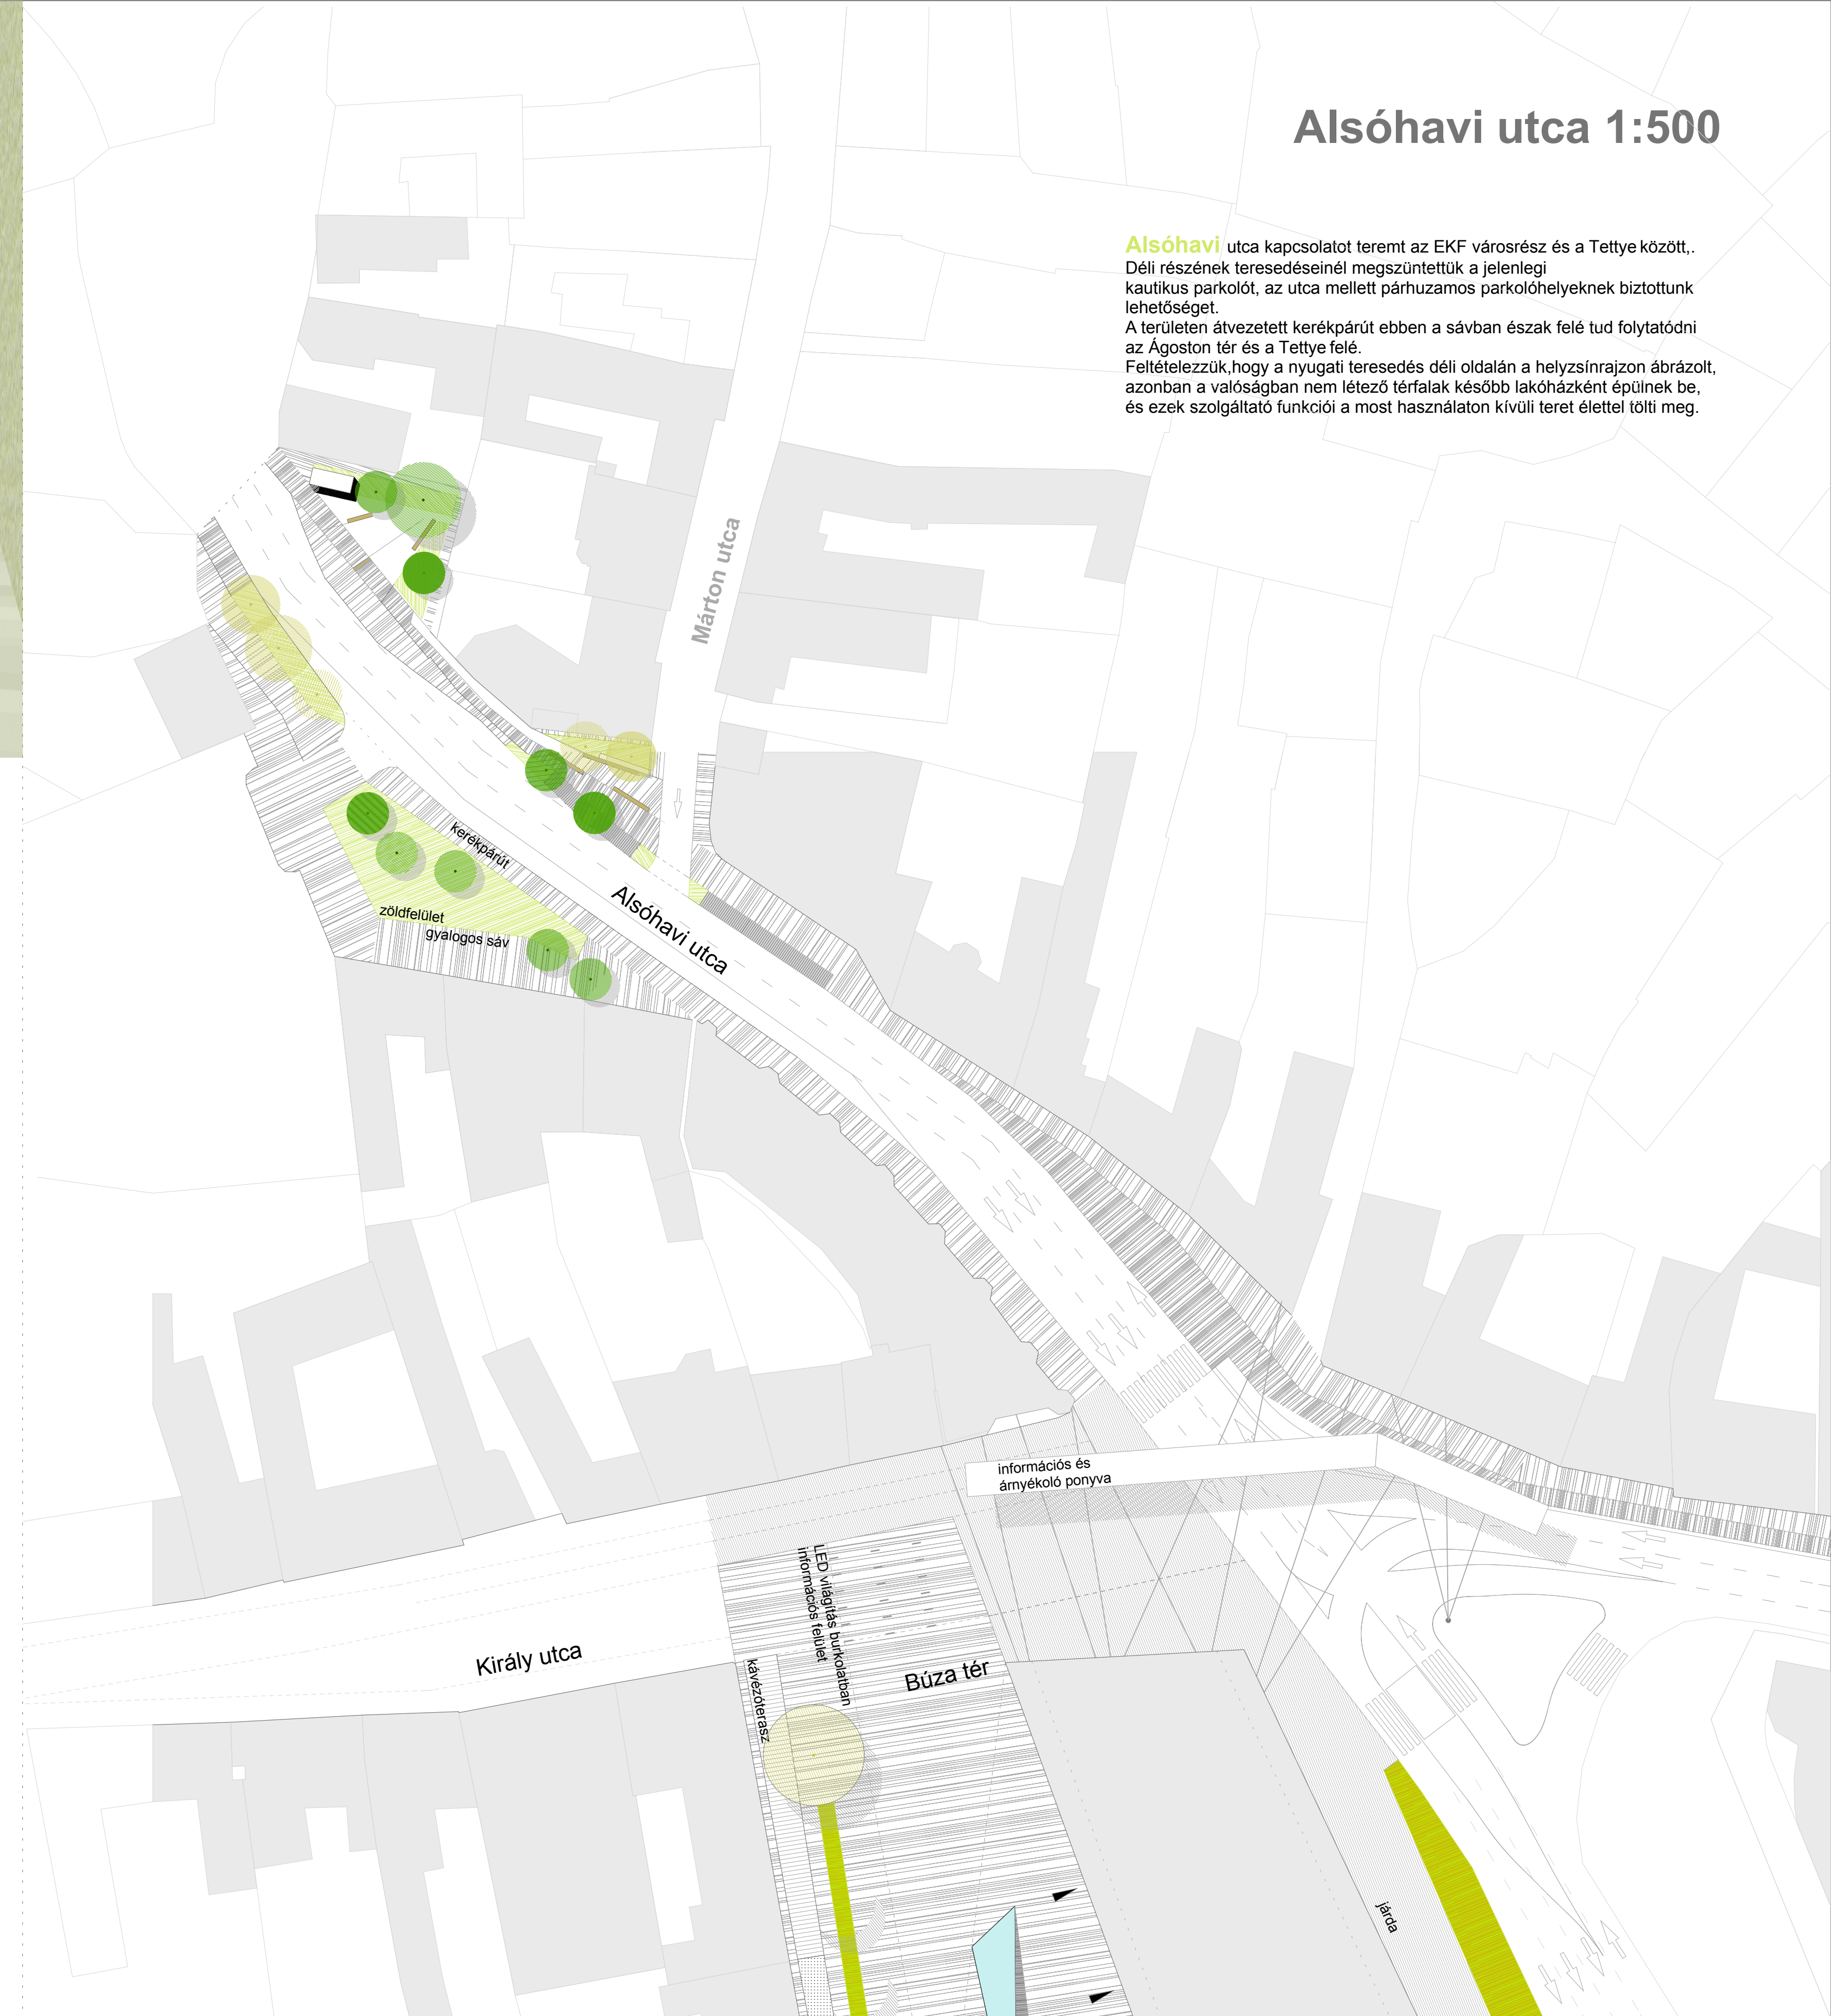 Alsóhavi utca 1:500
Alsóhavi utca kapcsolatot teremt az EKF városrész és a Tettye között,.
Déli részének teresedéseinél megszüntettük a jelenlegi
kautikus parkolót, az utca mellett párhuzamos parkolóhelyeknek biztottunk
lehetőséget.
A területen átvezetett kerékpárút ebben a sávban észak felé tud folytatódni
az Ágoston tér és a Tettye felé.
Feltételezzük,hogy a nyugati teresedés déli oldalán a helyzsínrajzon ábrázolt,
azonban a valóságban nem létező térfalak később lakóházként épülnek be,
és ezek szolgáltató funkciói a most használaton kívüli teret élettel tölti meg.
Márton utca
kerékpárút
Alsóhavi utca
zöldfelület
gyalogos sáv
információs és
árnyékoló ponyva
LED világítás burkolatban
információs felület
Király utca
kávézóterasz
Búza tér
járda